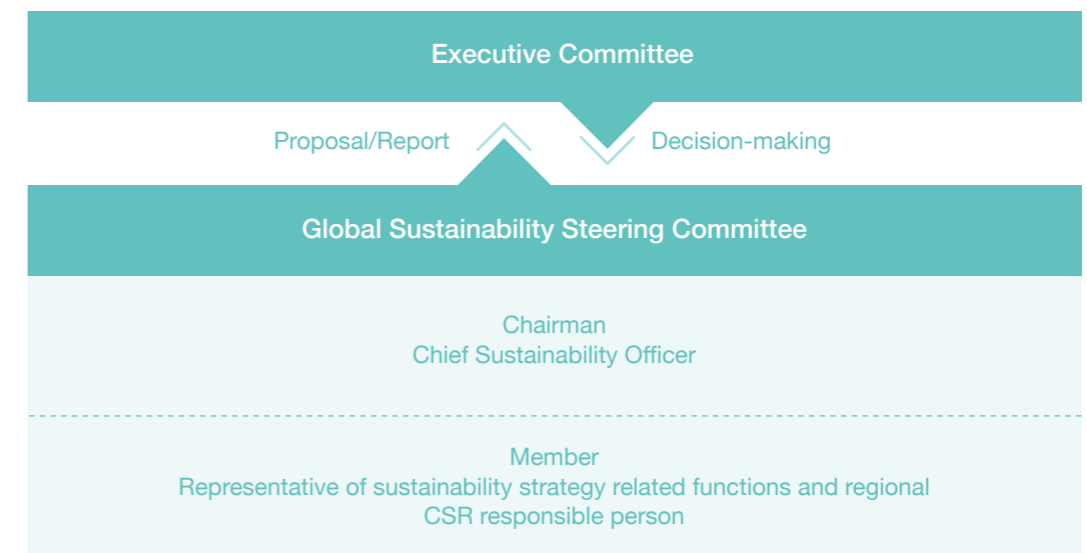 Executive Committee
Proposal/Report
Decision-making
Global Sustainability Steering Committee
Chairman
Chief Sustainability Officer
Member
Representative of sustainability strategy related functions and regional
CSR responsible person